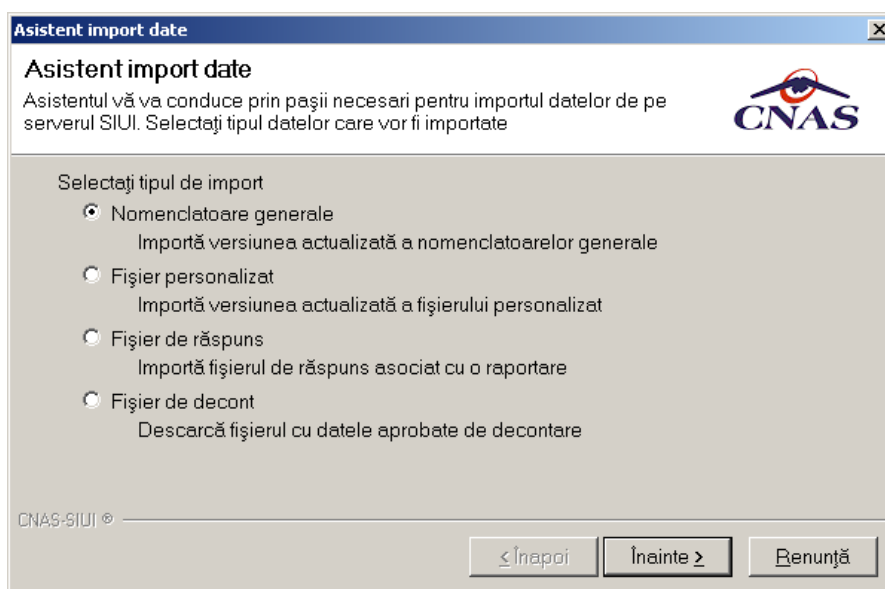 Asistent import date
Asistent import date
Asistentul vă va conduce prin paşii necesari pentru importul datelor de pe
serverul SIUI. Selectaţi tipul datelor care vor fi importate
CNAS
Selectaţi tipul de import
Nomenclatoare generale
Importă versiunea actualizată a nomenclatoarelor generale
Fişier personalizat
Importă versiunea actualizată a fişierului personalizat
Fişier de răspuns
Importă fişierul de răspuns asociat cu o raportare
Fişier de decont
Descarcă fişierul cu datele aprobate de decontare
CNAS-SIUI ®
< Înapoi
Înainte >
Renunţă